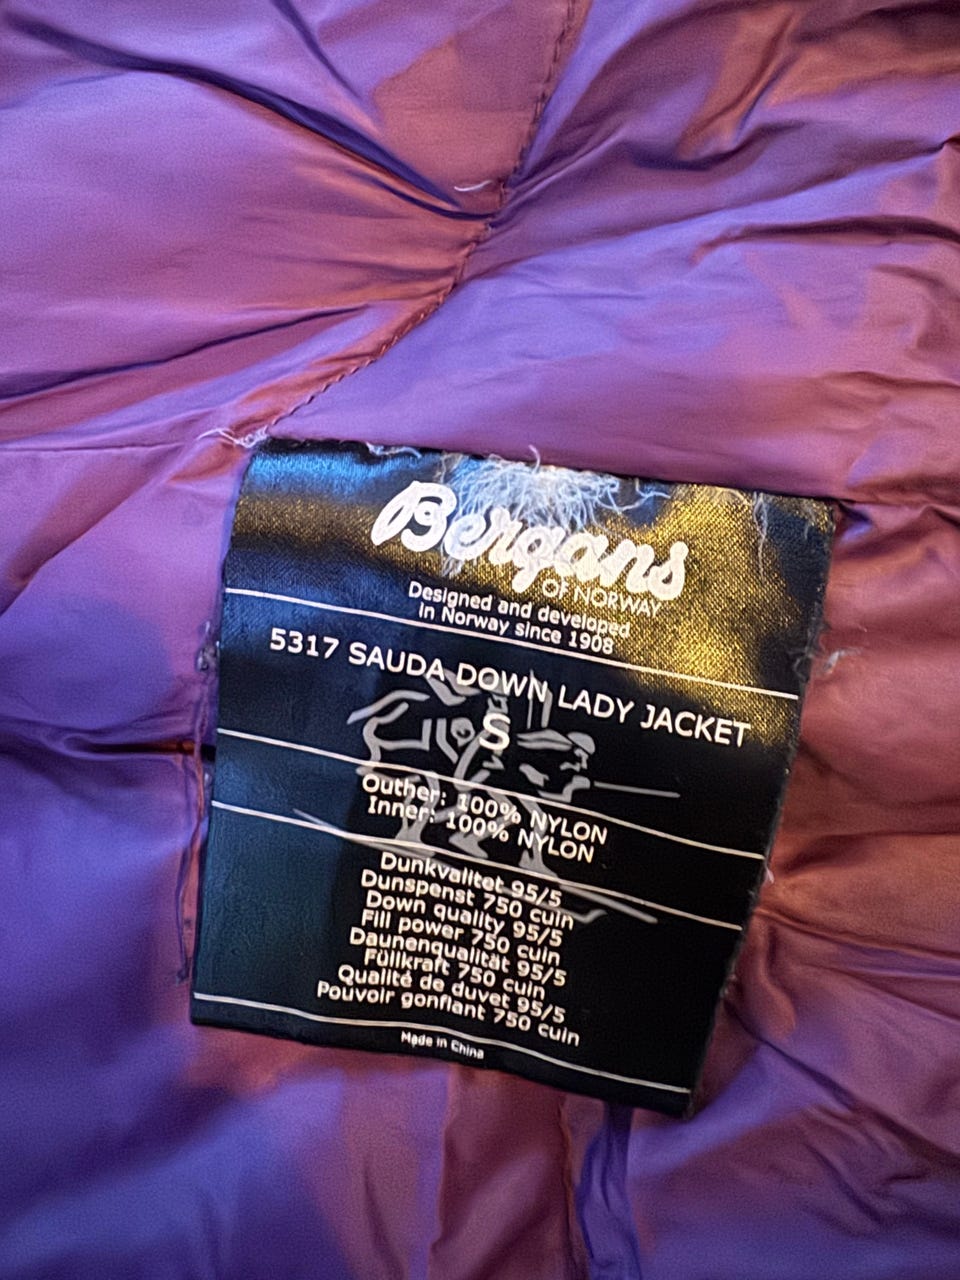 Bergans
OF NORWAY
Designed and developed
in Norway since 1908
5317 SAUDA DOWN LADY JACKET
S
Outher: 100% NYLON
Inner: 100% NYLON
Dunkvalitet 95/5
Dunspenst 750 cuin
Down quality 95/5
Fill power 750 cuin
Daunenqualität 95/5
Füllkraft 750 cuin
Qualité de duvet 95/5
Pouvoir gonflant 750 cuin
Made in China